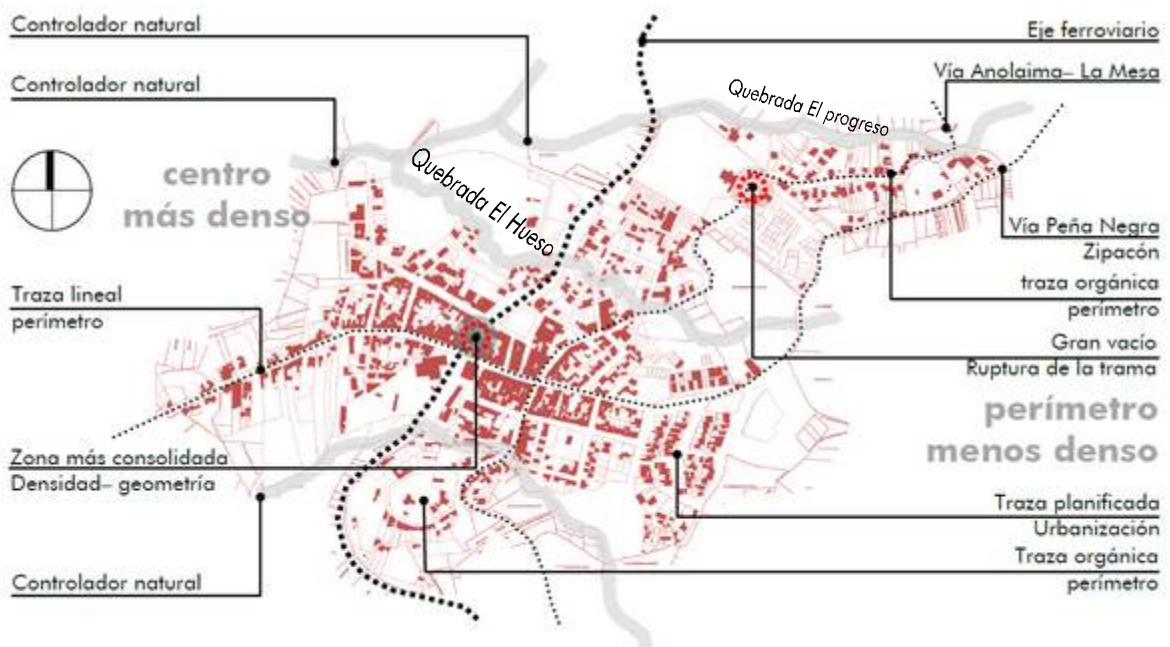 Controlador natural
Eje ferroviario
Vía Anolaima– La Mesa
Controlador natural
Quebrada El progreso
centro
más denso
Quebrada El Hueso
Vía Peña Negra
Zipacón
Traza lineal
perímetro
traza orgánica
perímetro
Gran vacío
Ruptura de la trama
perímetro
menos denso
Zona más consolidada
Densidad– geometría
Traza planificada
Urbanización
Traza orgánica
perímetro
Controlador natural